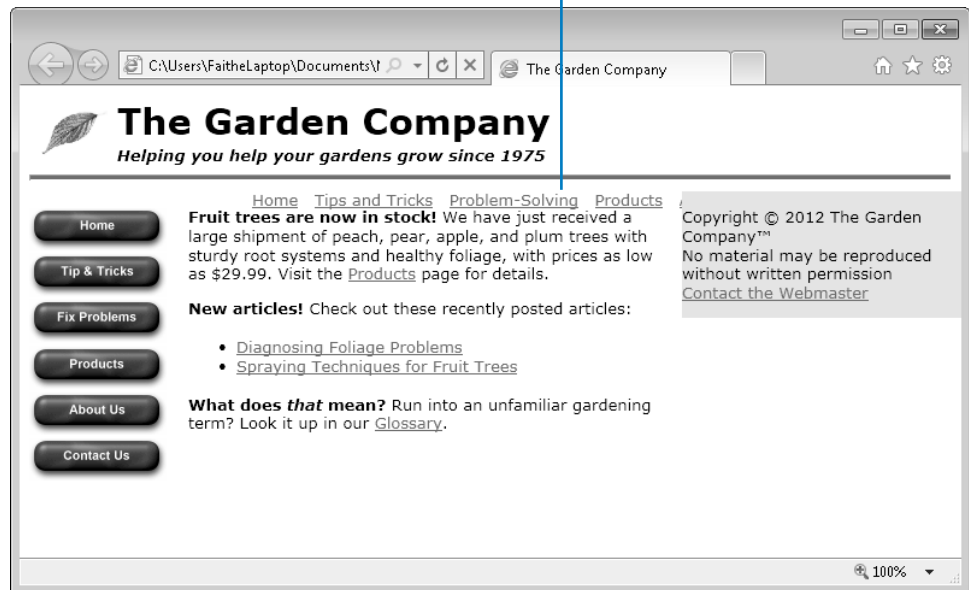 C:\Users\FaitheLaptop\Documents\
The Garden Company
The Garden Company
Helping you help your gardens grow since 1975
Home
Tip & Tricks
Fix Problems
Products
About Us
Contact Us
Home Tips and Tricks Problem-Solving Products
Fruit trees are now in stock! We have just received a
large shipment of peach, pear, apple, and plum trees with
sturdy root systems and healthy foliage, with prices as low
as $29.99. Visit the Products page for details.
New articles! Check out these recently posted articles:
• Diagnosing Foliage Problems
• Spraying Techniques for Fruit Trees
What does that mean? Run into an unfamiliar gardening
term? Look it up in our Glossary.
Copyright © 2012 The Garden
Company™
No material may be reproduced
without written permission
Contact the Webmaster
100%